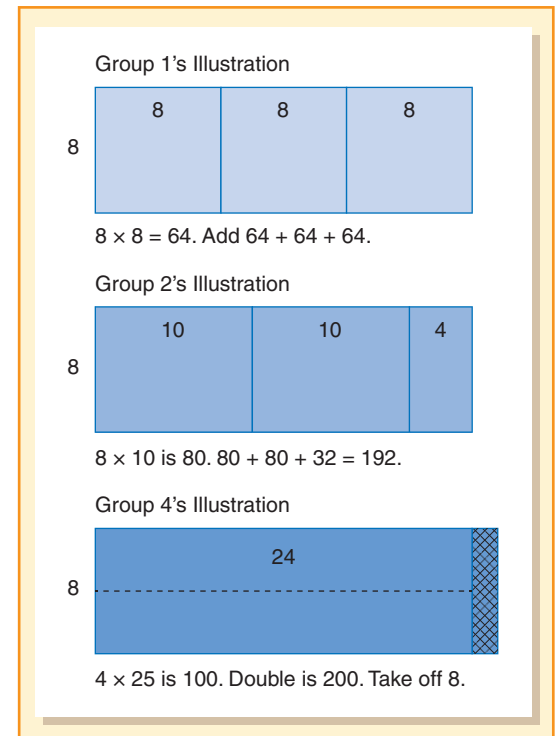 Group 1’s Illustration
8 8 8
8
8 × 8 = 64. Add 64 + 64 + 64.
Group 2’s Illustration
10 10 4
8
8 × 10 is 80. 80 + 80 + 32 = 192.
Group 4’s Illustration
24
8
4 × 25 is 100. Double is 200. Take off 8.